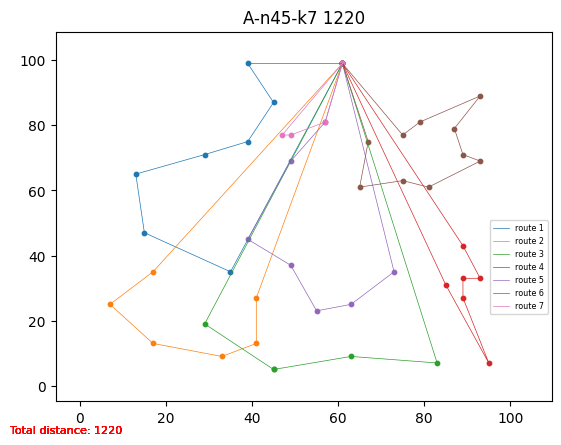 A-n45-k7 1220
100
80
60
40
20
0
route 1
route 2
route 3
route 4
route 5
route 6
route 7
0 20 40 60 80 100
Total distance: 1220